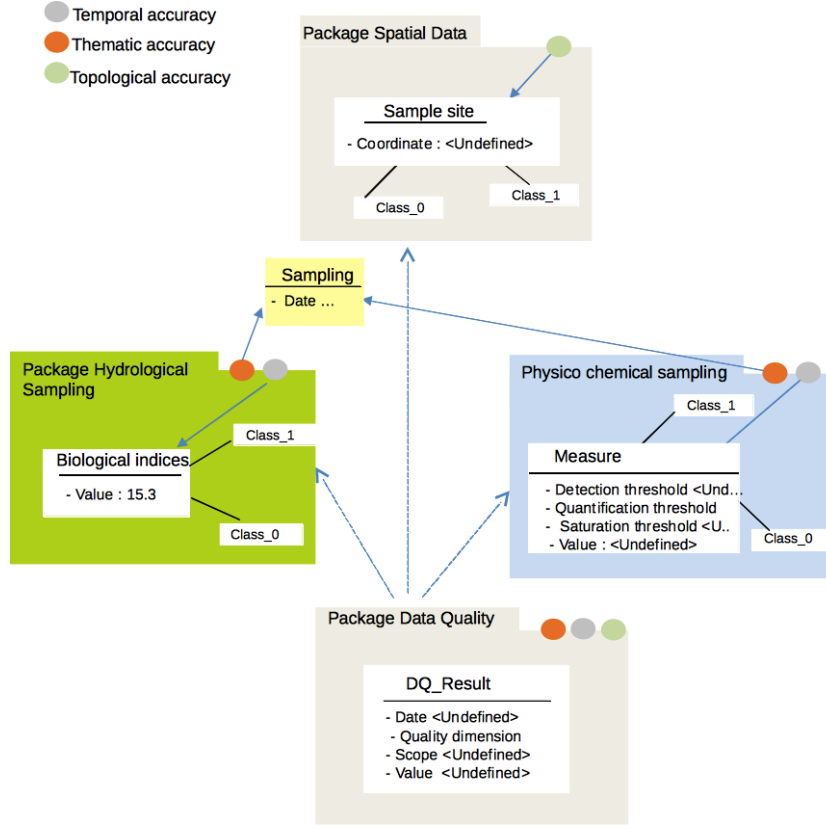 Temporal accuracy
Thematic accuracy
Topological accuracy
Package Spatial Data
Sample site
- Coordinate : <Undefined>
Class_0
Class_1
Sampling
- Date ...
Package Hydrological
Sampling
Class_1
Biological indices
- Value : 15.3
Class_0
Physico chemical sampling
Class_1
Measure
- Detection threshold <Und...
- Quantification threshold
- Saturation threshold <U..
- Value : <Undefined>
Class_0
Package Data Quality
DQ_Result
- Date <Undefined>
- Quality dimension
- Scope <Undefined>
- Value <Undefined>